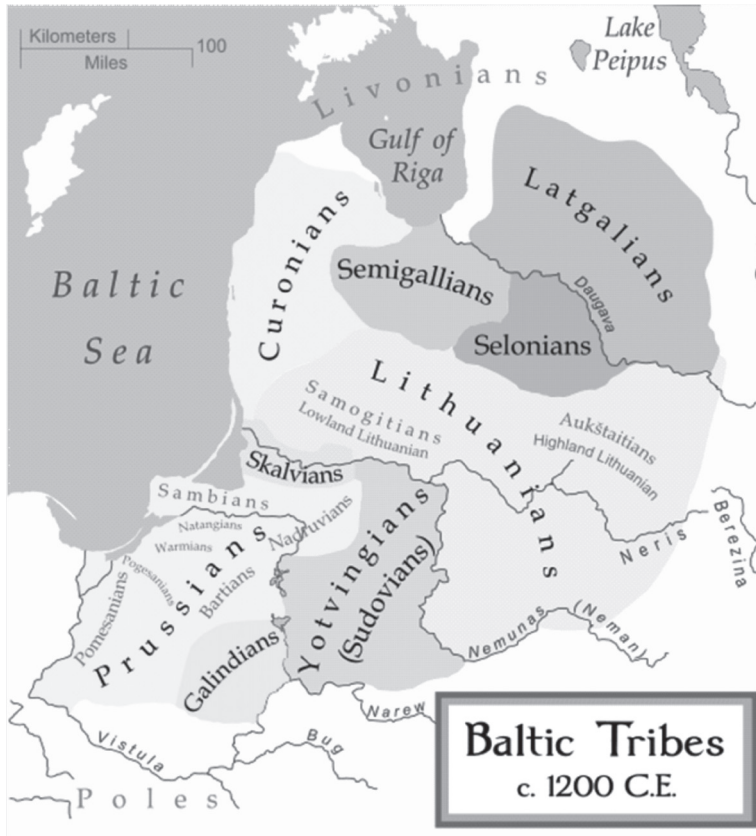 Kilometers
100
Miles
Lake
Peipus
Livonians
Gulf of
Riga
Latgalians
Curonians
Semigallians
Daugava
Baltic
Sea
Selonians
Lithuanians
Samogitians
Lowland Lithuanian
Aukštaitians
Highland Lithuanian
Skalvians
Sambians
Nadruvians
Natangians
Warmians
Pogesanians
Bartians
Pomesanians
Prussians
Galindians
Yotvingians
(Sudovians)
Neris
Berezina
Nemunas (Neman)
Narew
Bug
Vistula
Poles
Baltic Tribes
c. 1200 C.E.